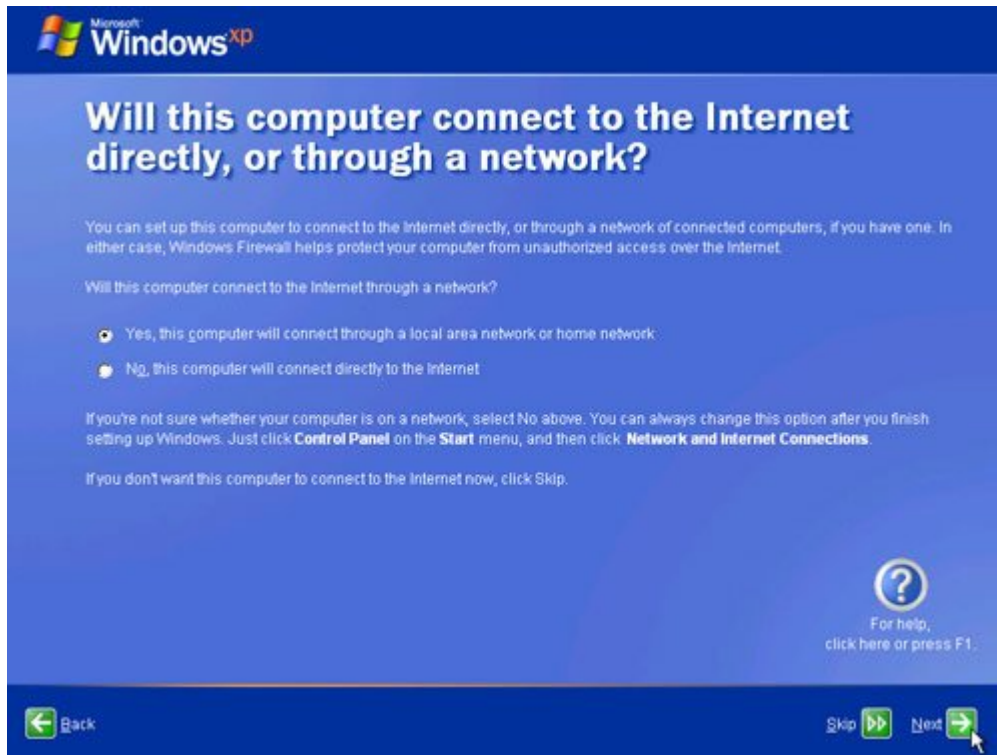 Microsoft
Windows xp
Will this computer connect to the Internet
directly, or through a network?
You can set up this computer to connect to the Internet directly, or through a network of connected computers, if you have one. In
either case, Windows Firewall helps protect your computer from unauthorized access over the Internet.
Will this computer connect to the Internet through a network?
Yes, this computer will connect through a local area network or home network
No, this computer will connect directly to the Internet
If you're not sure whether your computer is on a network, select No above. You can always change this option after you finish
setting up Windows. Just click Control Panel on the Start menu, and then click Network and Internet Connections.
If you don't want this computer to connect to the Internet now, click Skip.
?
For help,
click here or press F1.
Back
Skip
Next